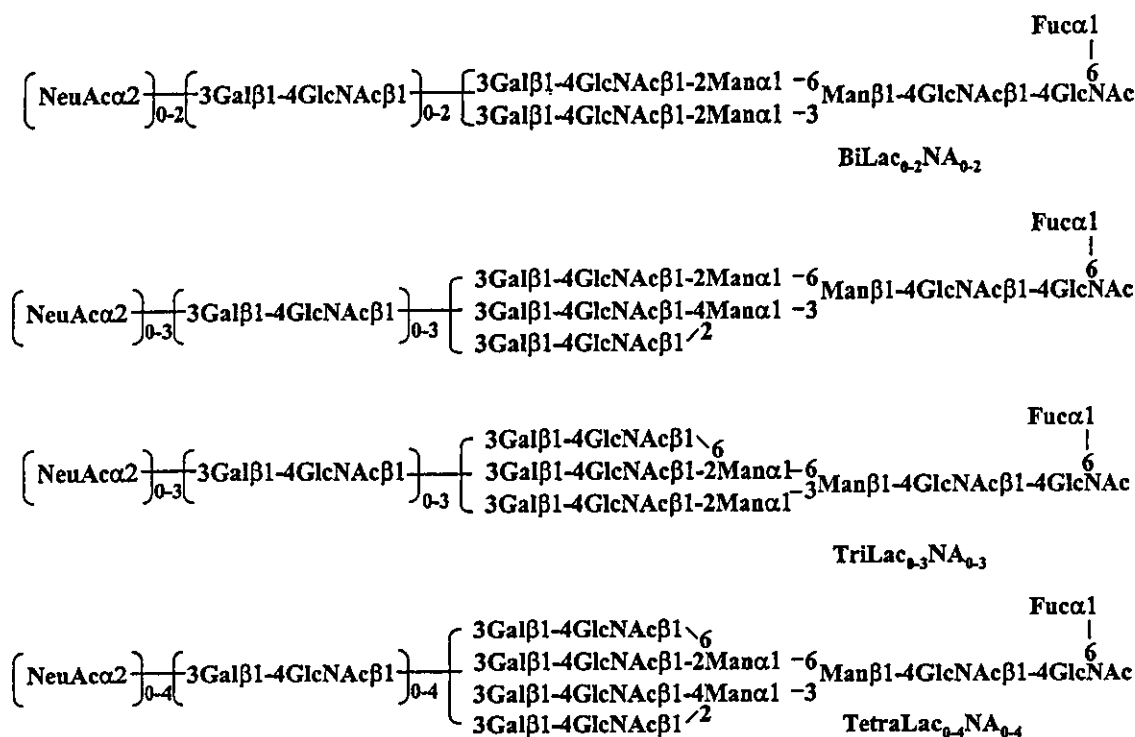 Fucα1
6
(NeuAcα2)0-2 (3Galβ1-4GlcNAcβ1)0-2 3Galβ1-4GlcNAcβ1-2Manα1 -6 Manβ1-4GlcNAcβ1-4GlcNAc
3Galβ1-4GlcNAcβ1-2Manα1 -3
BiLac0-2NA0-2
Fucα1
6
3Galβ1-4GlcNAcβ1-2Manα1 -6 Manβ1-4GlcNAcβ1-4GlcNAc
(NeuAcα2)0-3 (3Galβ1-4GlcNAcβ1)0-3 3Galβ1-4GlcNAcβ1-4Manα1 -3
3Galβ1-4GlcNAcβ1 2
Fucα1
6
3Galβ1-4GlcNAcβ1 6
(NeuAcα2)0-3 (3Galβ1-4GlcNAcβ1)0-3 3Galβ1-4GlcNAcβ1-2Manα1-6 Manβ1-4GlcNAcβ1-4GlcNAc
3Galβ1-4GlcNAcβ1-2Manα1-3
TriLac0-3NA0-3
Fucα1
6
3Galβ1-4GlcNAcβ1 6
(NeuAcα2)0-4 (3Galβ1-4GlcNAcβ1)0-4 3Galβ1-4GlcNAcβ1-2Manα1 -6 Manβ1-4GlcNAcβ1-4GlcNAc
3Galβ1-4GlcNAcβ1-4Manα1 -3
3Galβ1-4GlcNAcβ1 2
TetraLac0-4NA0-4